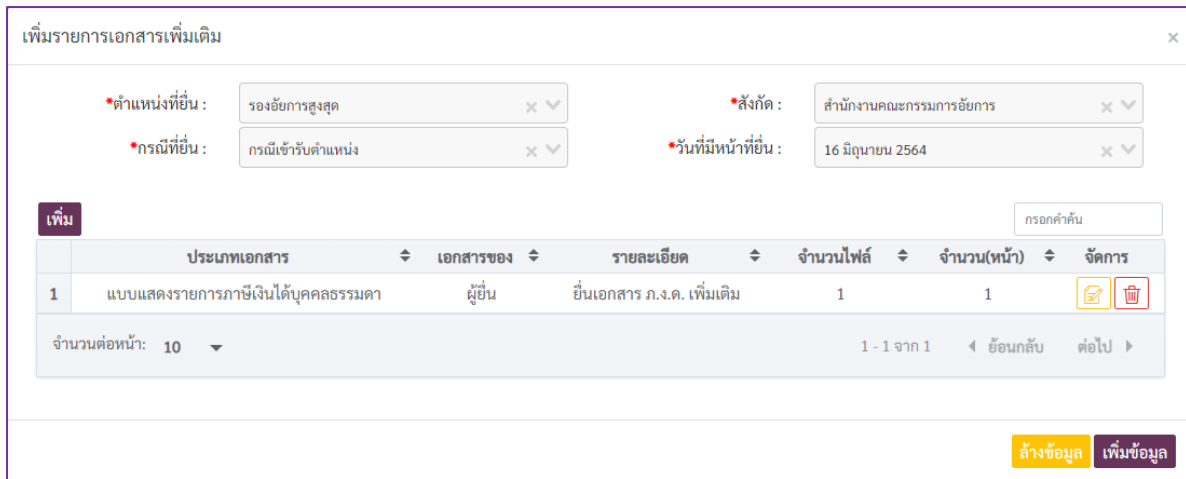 เพิ่มรายการเอกสารเพิ่มเติม ×
*ตำแหน่งที่ยื่น : รองอัยการสูงสุด *สังกัด : สำนักงานคณะกรรมการอัยการ
*กรณีที่ยื่น : กรณีเข้ารับตำแหน่ง *วันที่มีหน้าที่ยื่น : 16 มิถุนายน 2564
เพิ่ม กรอกคำค้น
ประเภทเอกสาร เอกสารของ รายละเอียด จำนวนไฟล์ จำนวน(หน้า) จัดการ
1 แบบแสดงรายการภาษีเงินได้บุคคลธรรมดา ผู้ยื่น ยื่นเอกสาร ภ.ง.ด. เพิ่มเติม 1 1
จำนวนต่อหน้า: 10 1 - 1 จาก 1 ย้อนกลับ ต่อไป
ล้างข้อมูล เพิ่มข้อมูล